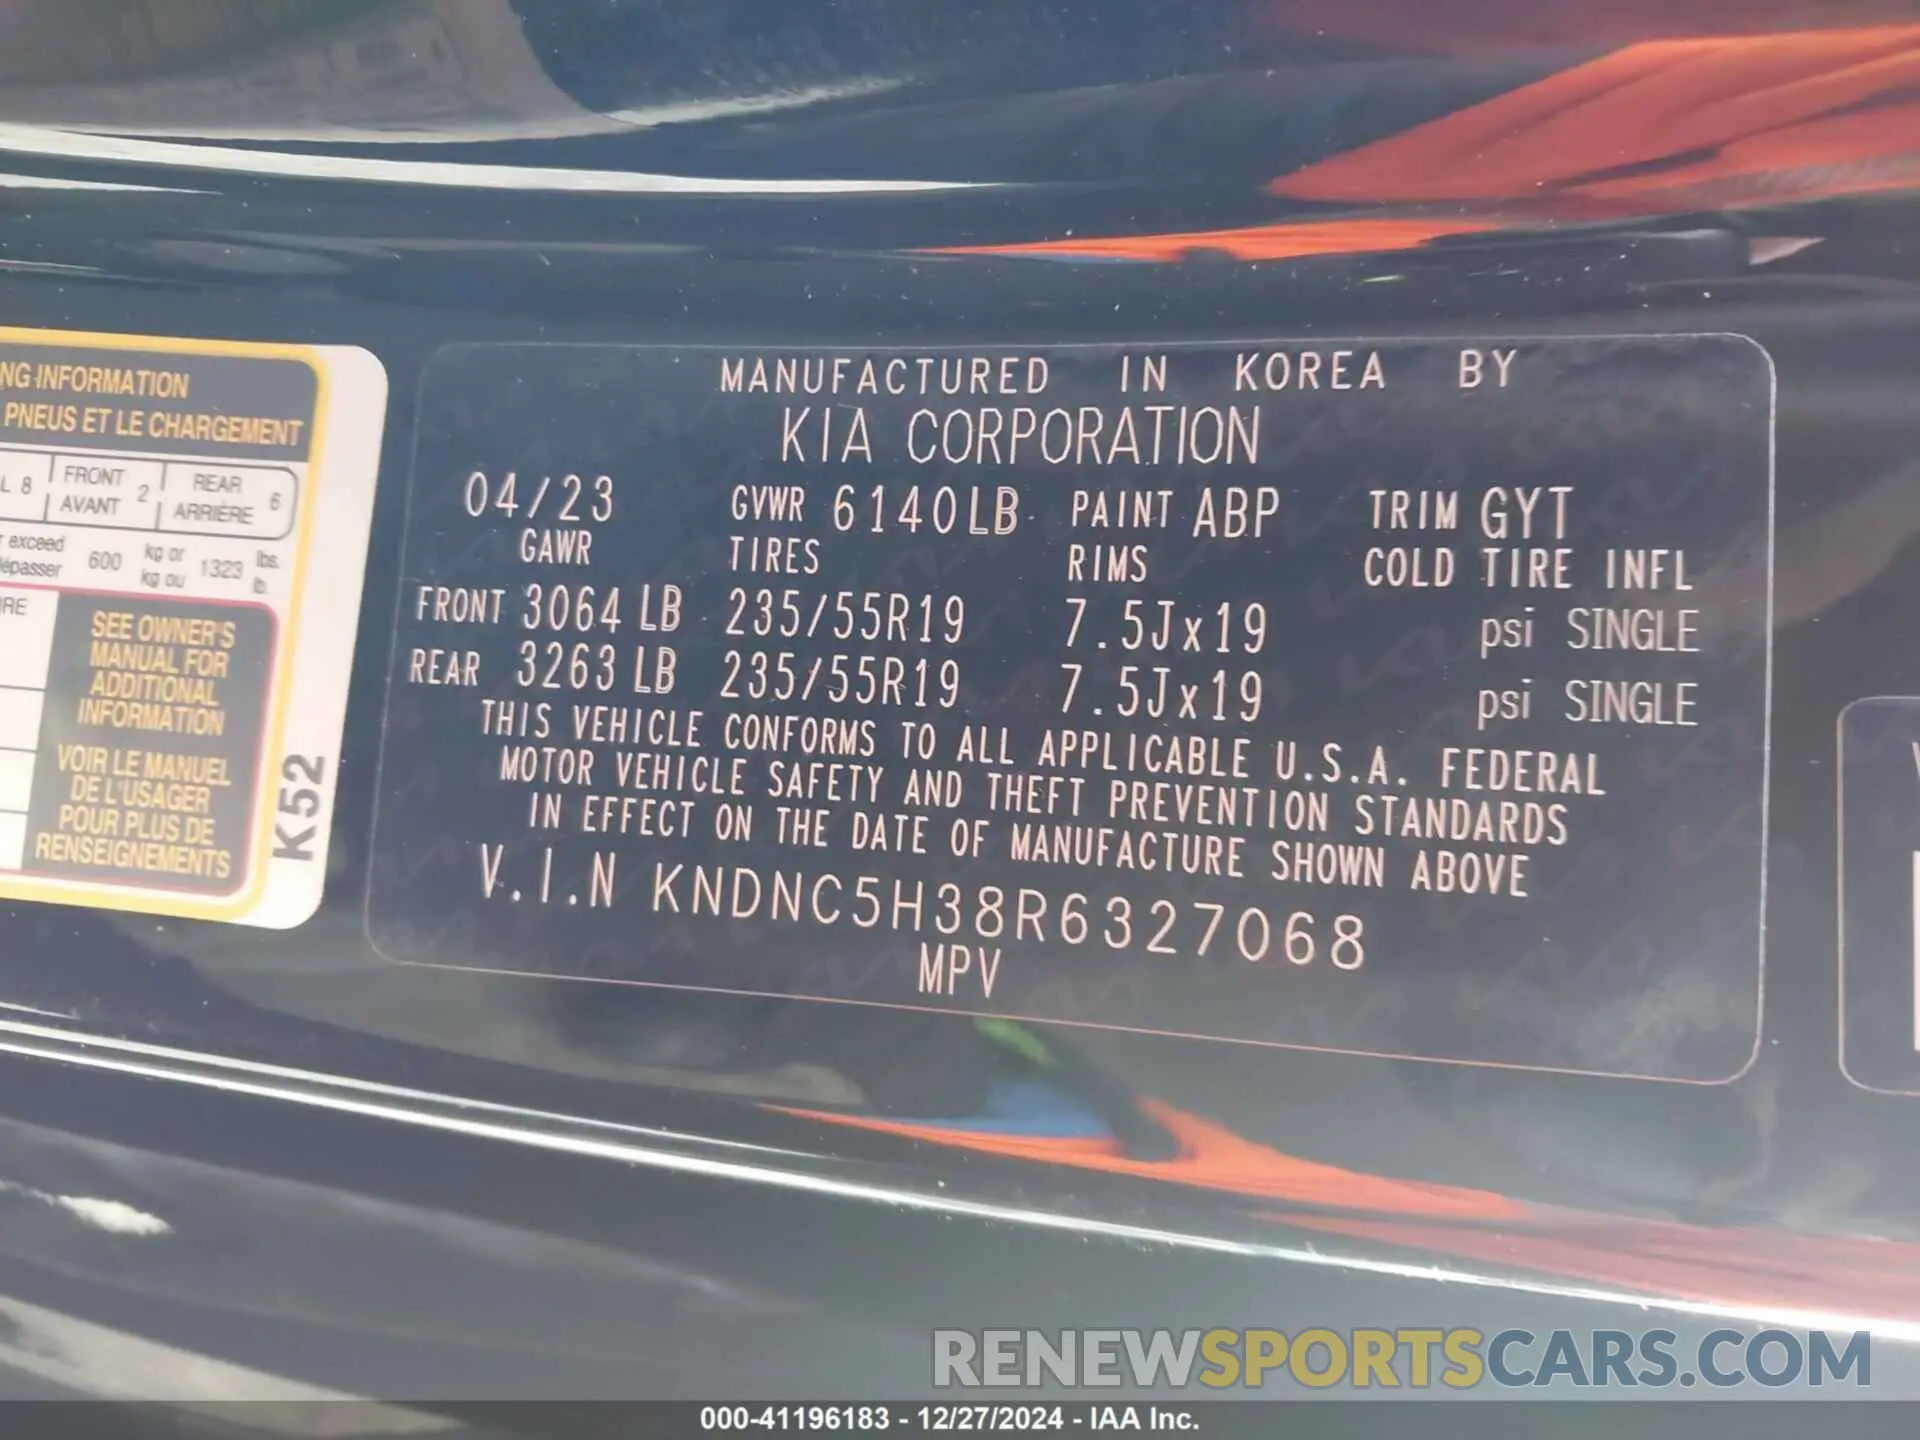 NG INFORMATION
PNEUS ET LE CHARGEMENT
L 8 FRONT AVANT 2 REAR ARRIÈRE 6
exceed 600 kg or 1323 lbs.
dépasser kg ou lb.
SEE OWNER'S
MANUAL FOR
ADDITIONAL
INFORMATION
VOIR LE MANUEL
DE L'USAGER
POUR PLUS DE
RENSEIGNEMENTS
K52
MANUFACTURED IN KOREA BY
KIA CORPORATION
04/23 GVWR 6140LB PAINT ABP TRIM GYT
GAWR TIRES RIMS COLD TIRE INFL
FRONT 3064 LB 235/55R19 7.5Jx19 psi SINGLE
REAR 3263 LB 235/55R19 7.5Jx19 psi SINGLE
THIS VEHICLE CONFORMS TO ALL APPLICABLE U.S.A. FEDERAL
MOTOR VEHICLE SAFETY AND THEFT PREVENTION STANDARDS
IN EFFECT ON THE DATE OF MANUFACTURE SHOWN ABOVE
V.I.N KNDNC5H38R6327068
MPV
RENEWSPORTSCARS.COM
000-41196183 - 12/27/2024 - IAA Inc.